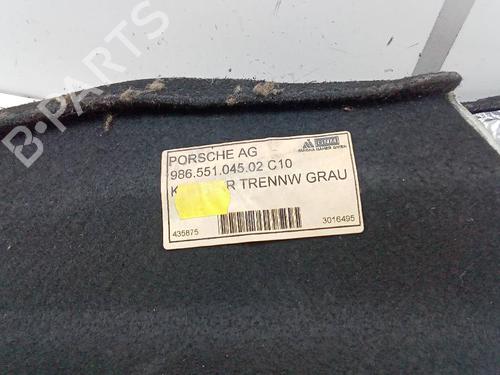 B-PARTS
PORSCHE AG
986.551.045.02 C10
K R TRENNW GRAU
435875
3016495